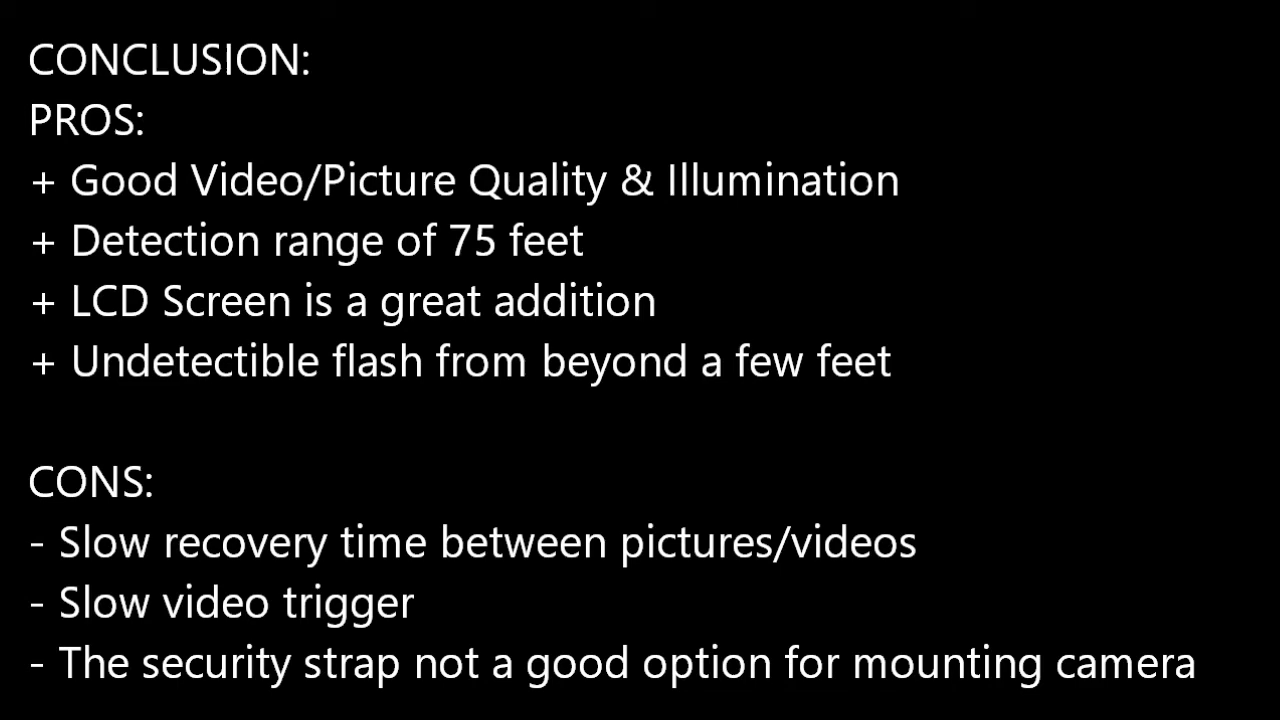 CONCLUSION:
PROS:
+ Good Video/Picture Quality & Illumination
+ Detection range of 75 feet
+ LCD Screen is a great addition
+ Undetectible flash from beyond a few feet
CONS:
- Slow recovery time between pictures/videos
- Slow video trigger
- The security strap not a good option for mounting camera